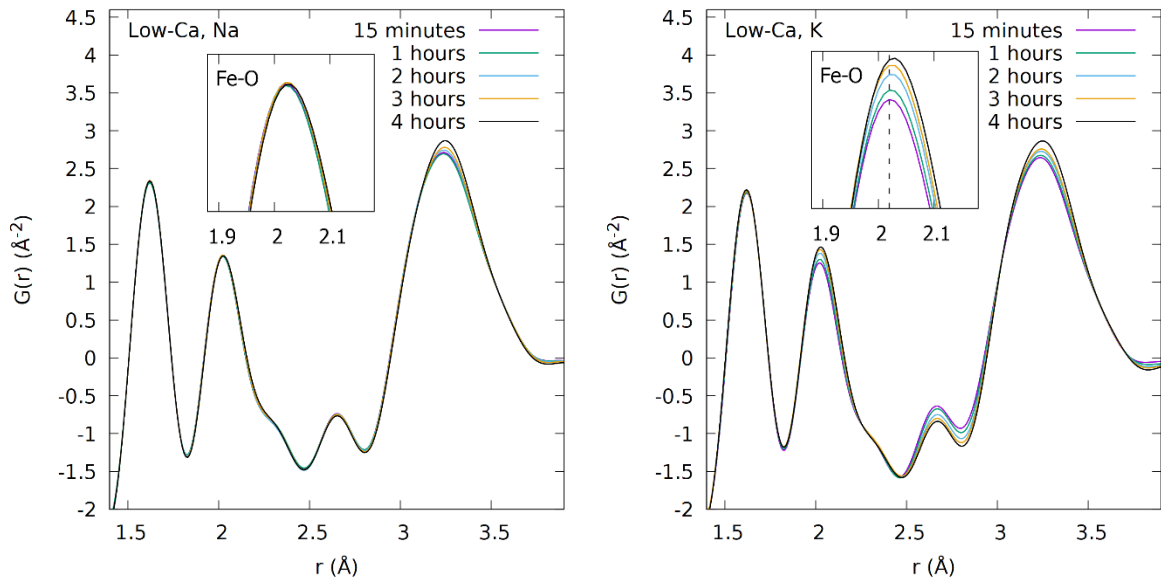 Low-Ca, Na
15 minutes
1 hours
2 hours
3 hours
4 hours
Fe-O
1.9 2 2.1
4.5
4
3.5
3
2.5
2
1.5
1
0.5
0
-0.5
-1
-1.5
-2
G(r) (Å-2)
1.5 2 2.5 3 3.5
r (Å)
Low-Ca, K
15 minutes
1 hours
2 hours
3 hours
4 hours
Fe-O
1.9 2 2.1
4.5
4
3.5
3
2.5
2
1.5
1
0.5
0
-0.5
-1
-1.5
-2
G(r) (Å-2)
1.5 2 2.5 3 3.5
r (Å)